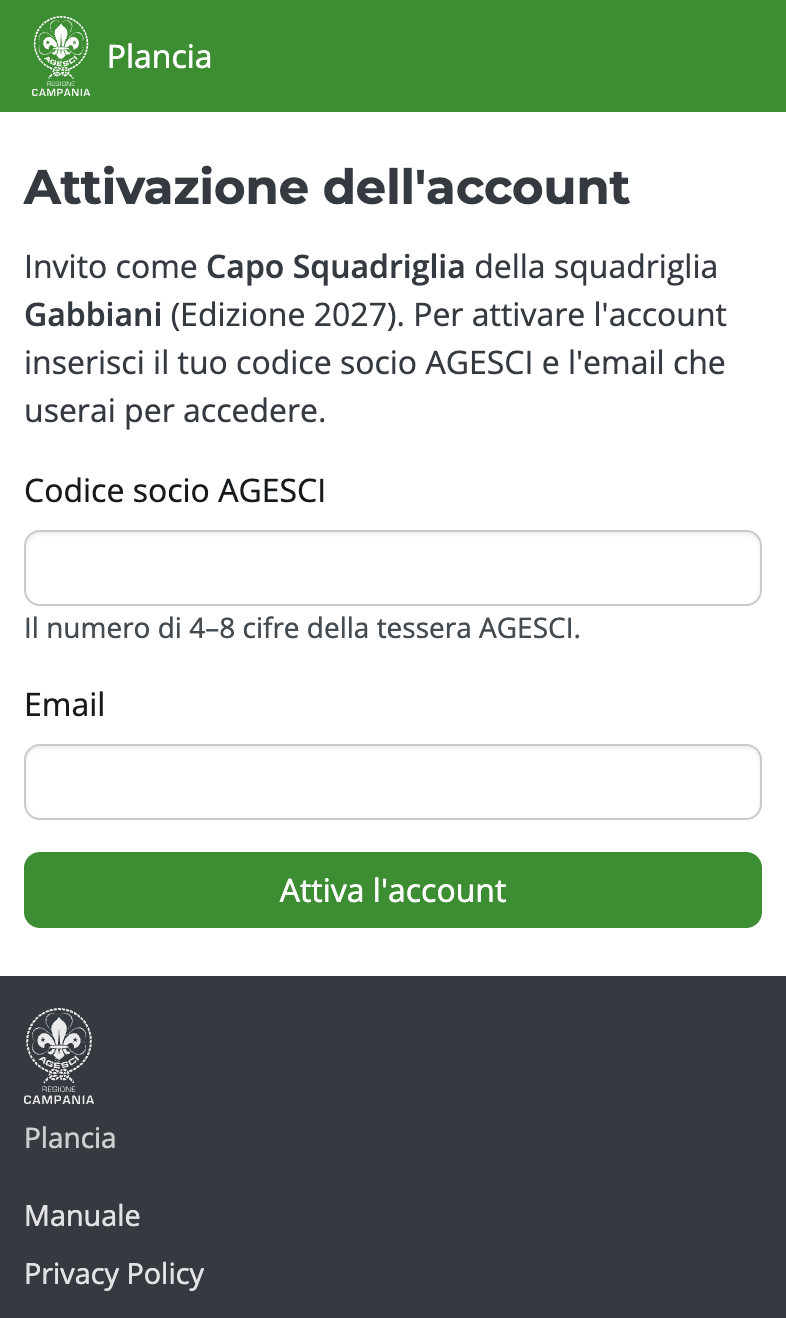 AGESCI
REGIONE
CAMPANIA
Plancia
Attivazione dell'account
Invito come Capo Squadriglia della squadriglia
Gabbiani (Edizione 2027). Per attivare l'account
inserisci il tuo codice socio AGESCI e l'email che
userai per accedere.
Codice socio AGESCI
Il numero di 4–8 cifre della tessera AGESCI.
Email
Attiva l'account
AGESCI
REGIONE
CAMPANIA
Plancia
Manuale
Privacy Policy